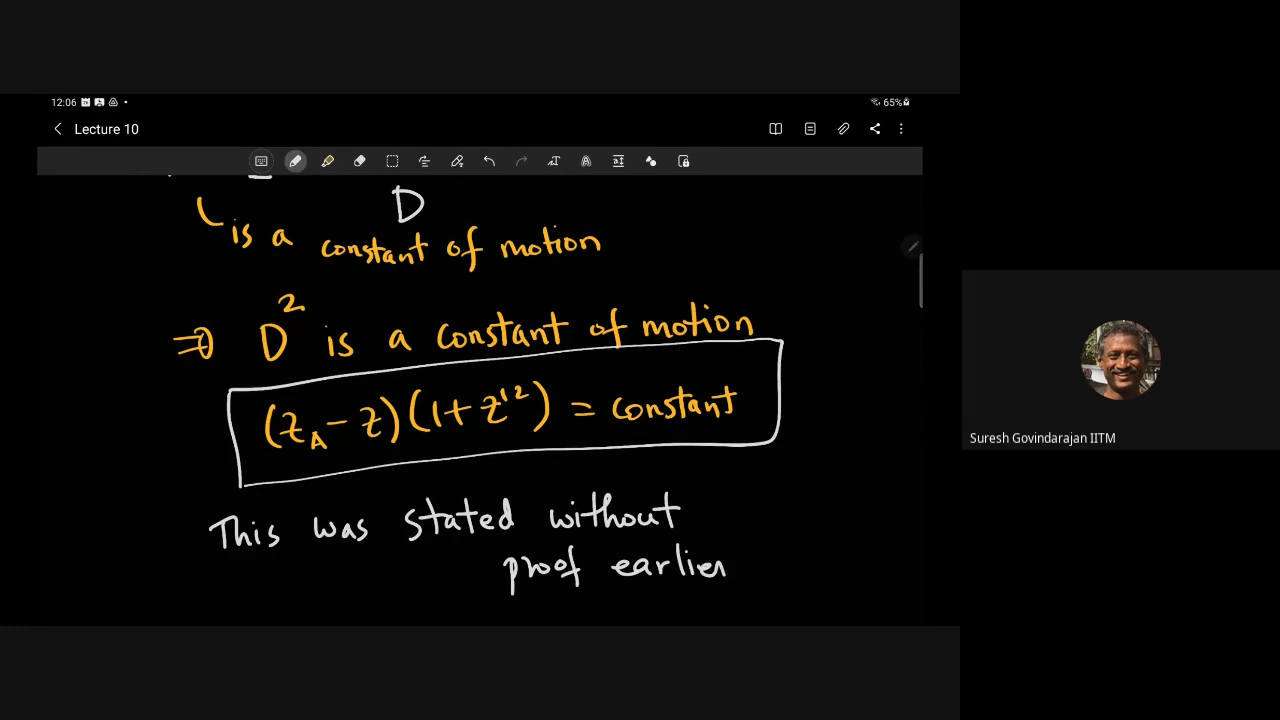 12:06
65%
Lecture 10
D
is a constant of motion
⇒ D² is a constant of motion
(z_A - z)(1 + z'²) = constant
This was stated without
proof earlier
Suresh Govindarajan IITM